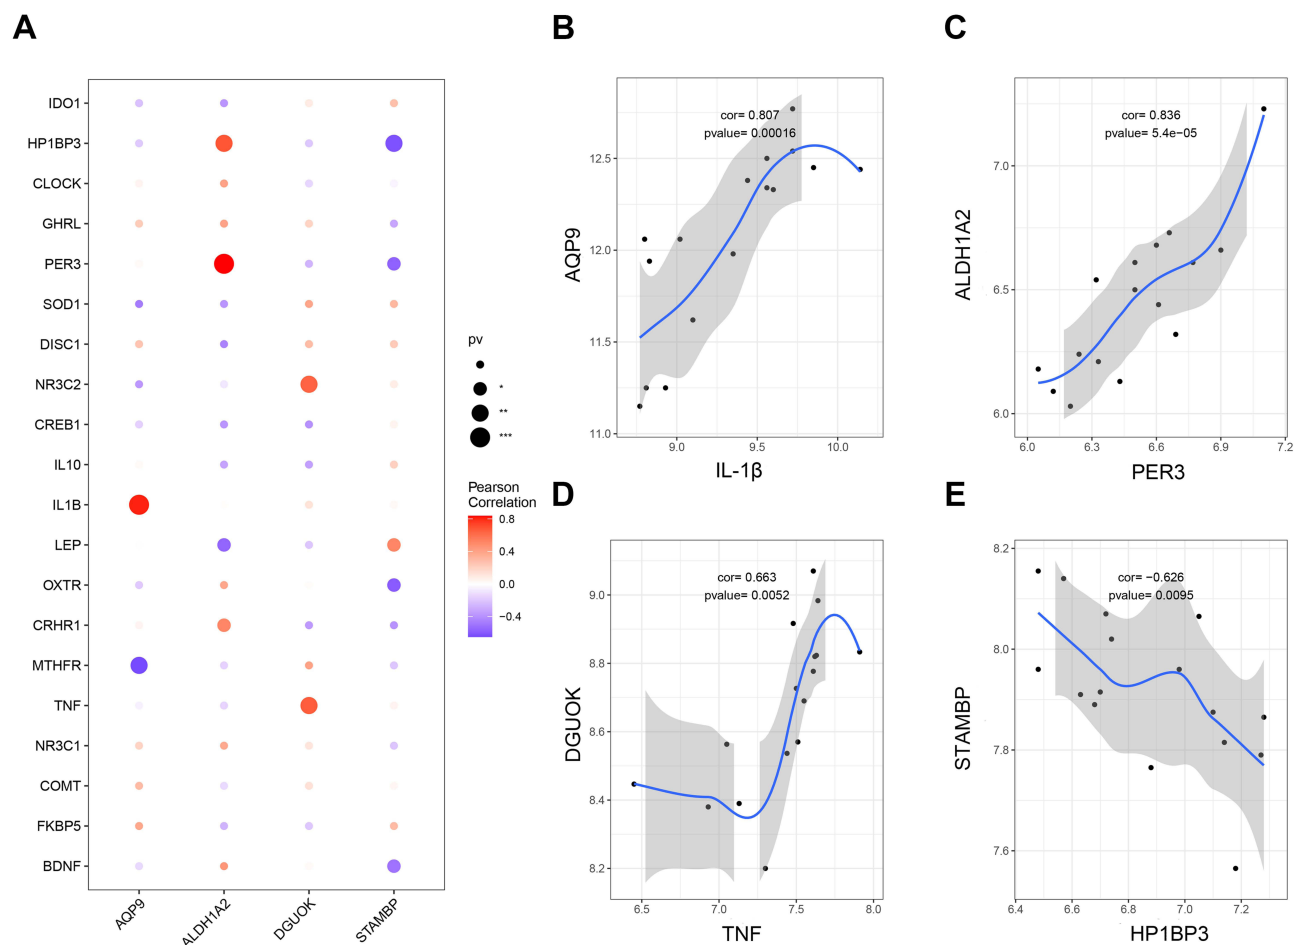 A
IDO1
HP1BP3
CLOCK
GHRL
PER3
SOD1
DISC1
NR3C2
CREB1
IL10
IL1B
LEP
OXTR
CRHR1
MTHFR
TNF
NR3C1
COMT
FKBP5
BDNF
AQP9
ALDH1A2
DGUOK
STAMBP
pv
*
**
***
Pearson
Correlation
0.8
0.4
0.0
−0.4
B
cor= 0.807
pvalue= 0.00016
AQP9
12.5
12.0
11.5
11.0
9.0 9.5 10.0
IL-1β
C
cor= 0.836
pvalue= 5.4e−05
ALDH1A2
7.0
6.5
6.0
6.0 6.3 6.6 6.9 7.2
PER3
D
cor= 0.663
pvalue= 0.0052
DGUOK
9.0
8.8
8.6
8.4
8.2
6.5 7.0 7.5 8.0
TNF
E
cor= −0.626
pvalue= 0.0095
STAMBP
8.2
8.0
7.8
7.6
6.4 6.6 6.8 7.0 7.2
HP1BP3